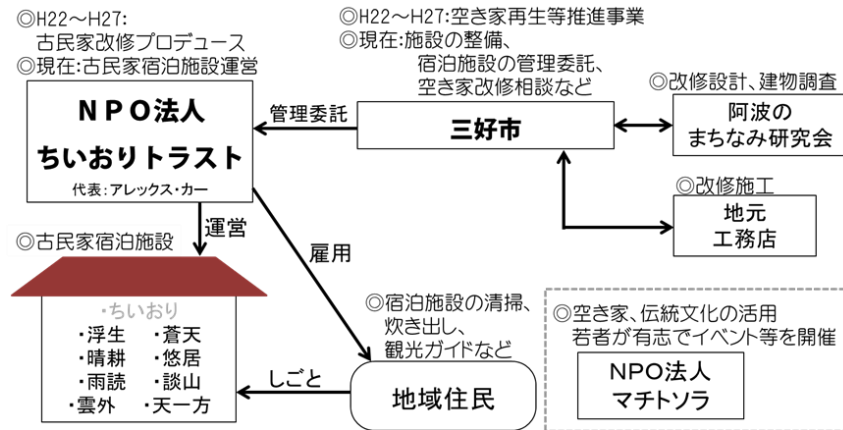 ◎H22～H27:
古民家改修プロデュース
◎現在:古民家宿泊施設運営
NPO法人
ちいおりトラスト
代表:アレックス・カー
管理委託
◎H22～H27:空き家再生等推進事業
◎現在:施設の整備、
宿泊施設の管理委託、
空き家改修相談など
三好市
◎改修設計、建物調査
阿波の
まちなみ研究会
◎改修施工
地元
工務店
運営
雇用
◎古民家宿泊施設
・ちいおり
・浮生 ・蒼天
・晴耕 ・悠居
・雨読 ・談山
・雲外 ・天一方
しごと
◎宿泊施設の清掃、
炊き出し、
観光ガイドなど
地域住民
◎空き家、伝統文化の活用
若者が有志でイベント等を開催
NPO法人
マチトソラ